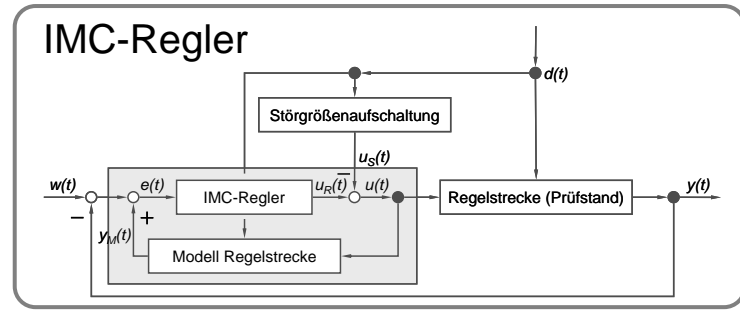 IMC-Regler
d(t)
Störgrößenaufschaltung
u_S(t)
w(t)
e(t)
IMC-Regler
u_R(t)
−
u(t)
Regelstrecke (Prüfstand)
y(t)
−
+
y_M(t)
Modell Regelstrecke